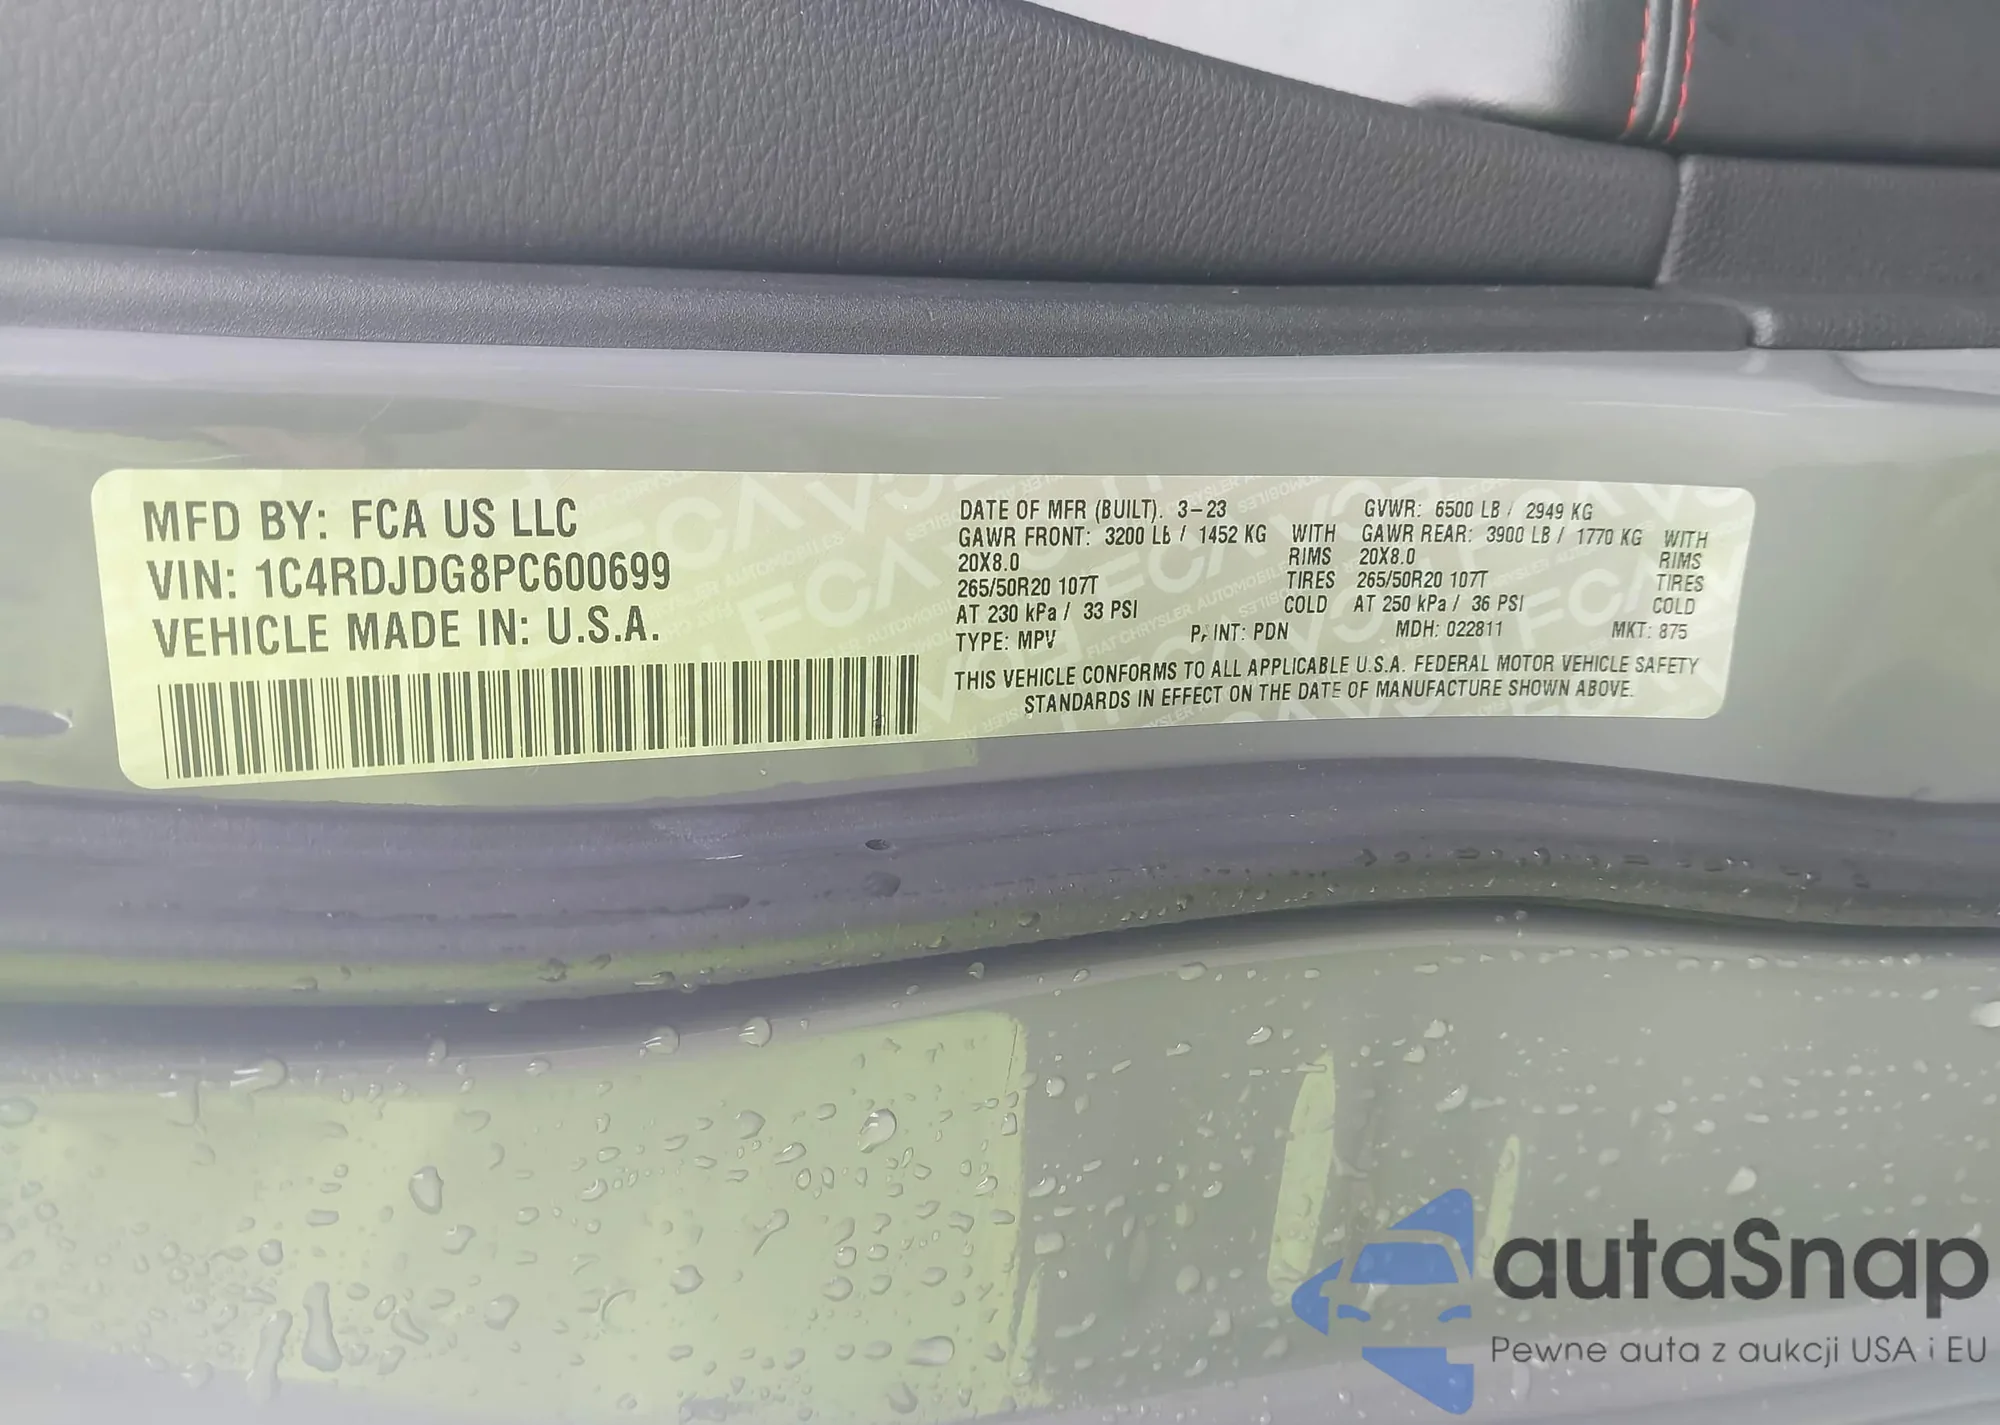 MFD BY: FCA US LLC
VIN: 1C4RDJDG8PC600699
VEHICLE MADE IN: U.S.A.
DATE OF MFR (BUILT). 3-23 GVWR: 6500 LB / 2949 KG
GAWR FRONT: 3200 Lb / 1452 KG WITH GAWR REAR: 3900 LB / 1770 KG WITH
20X8.0 RIMS 20X8.0 RIMS
265/50R20 107T TIRES 265/50R20 107T TIRES
AT 230 kPa / 33 PSI COLD AT 250 kPa / 36 PSI COLD
TYPE: MPV PAINT: PDN MDH: 022811 MKT: 875
THIS VEHICLE CONFORMS TO ALL APPLICABLE U.S.A. FEDERAL MOTOR VEHICLE SAFETY
STANDARDS IN EFFECT ON THE DATE OF MANUFACTURE SHOWN ABOVE.
autaSnap
Pewne auta z aukcji USA i EU